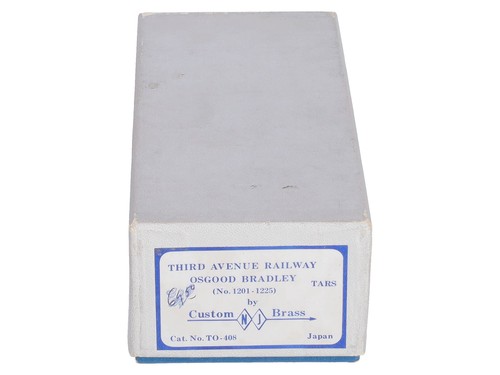 THIRD AVENUE RAILWAY
OSGOOD BRADLEY TARS
(No. 1201-1225)
by
Custom NJ Brass
Cat. No. TO-408 Japan